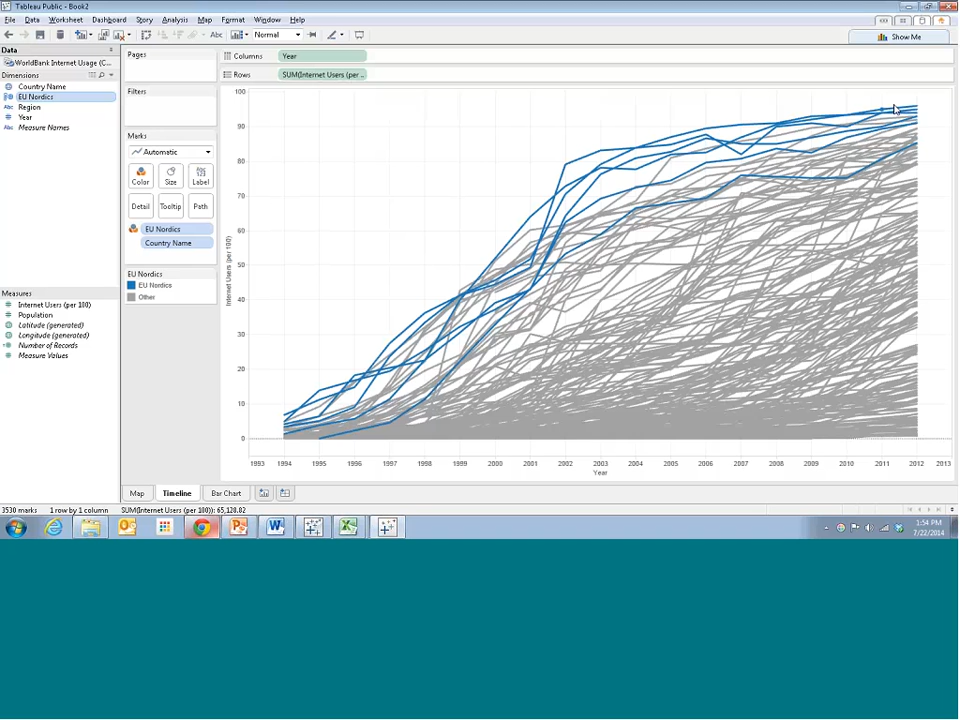 Tableau Public - Book2
File Data Worksheet Dashboard Story Analysis Map Format Window Help
Abc Normal
Show Me
Data
WorldBank Internet Usage (C...
Dimensions
Country Name
EU Nordics
Abc Region
Year
Abc Measure Names
Measures
Internet Users (per 100)
Population
Latitude (generated)
Longitude (generated)
Number of Records
Measure Values
Pages
Filters
Marks
Automatic
Color Size Label
Detail Tooltip Path
EU Nordics
Country Name
EU Nordics
EU Nordics
Other
Columns Year
Rows SUM(Internet Users (per ..
100
90
80
70
60
50
40
30
20
10
0
Internet Users (per 100)
1993 1994 1995 1996 1997 1998 1999 2000 2001 2002 2003 2004 2005 2006 2007 2008 2009 2010 2011 2012 2013
Year
Map Timeline Bar Chart
3530 marks 1 row by 1 column SUM(Internet Users (per 100)): 65,128.82
1:54 PM
7/22/2014